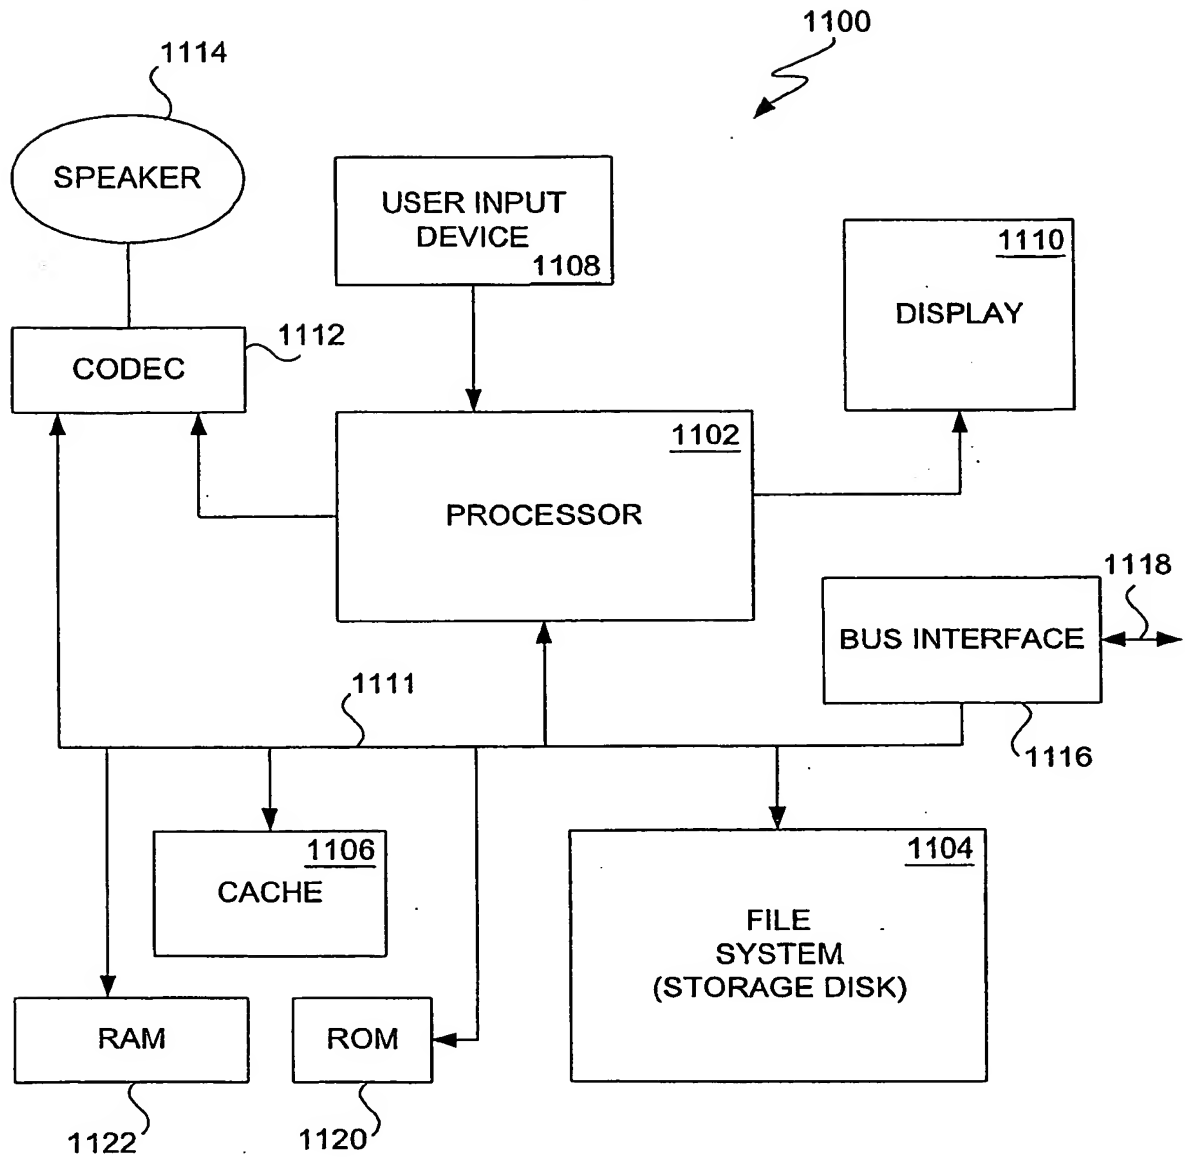 1100
1114
SPEAKER
USER INPUT
DEVICE
1108
1110
DISPLAY
1112
CODEC
1102
PROCESSOR
1118
BUS INTERFACE
1111
1116
1106
CACHE
1104
FILE
SYSTEM
(STORAGE DISK)
RAM
ROM
1122
1120